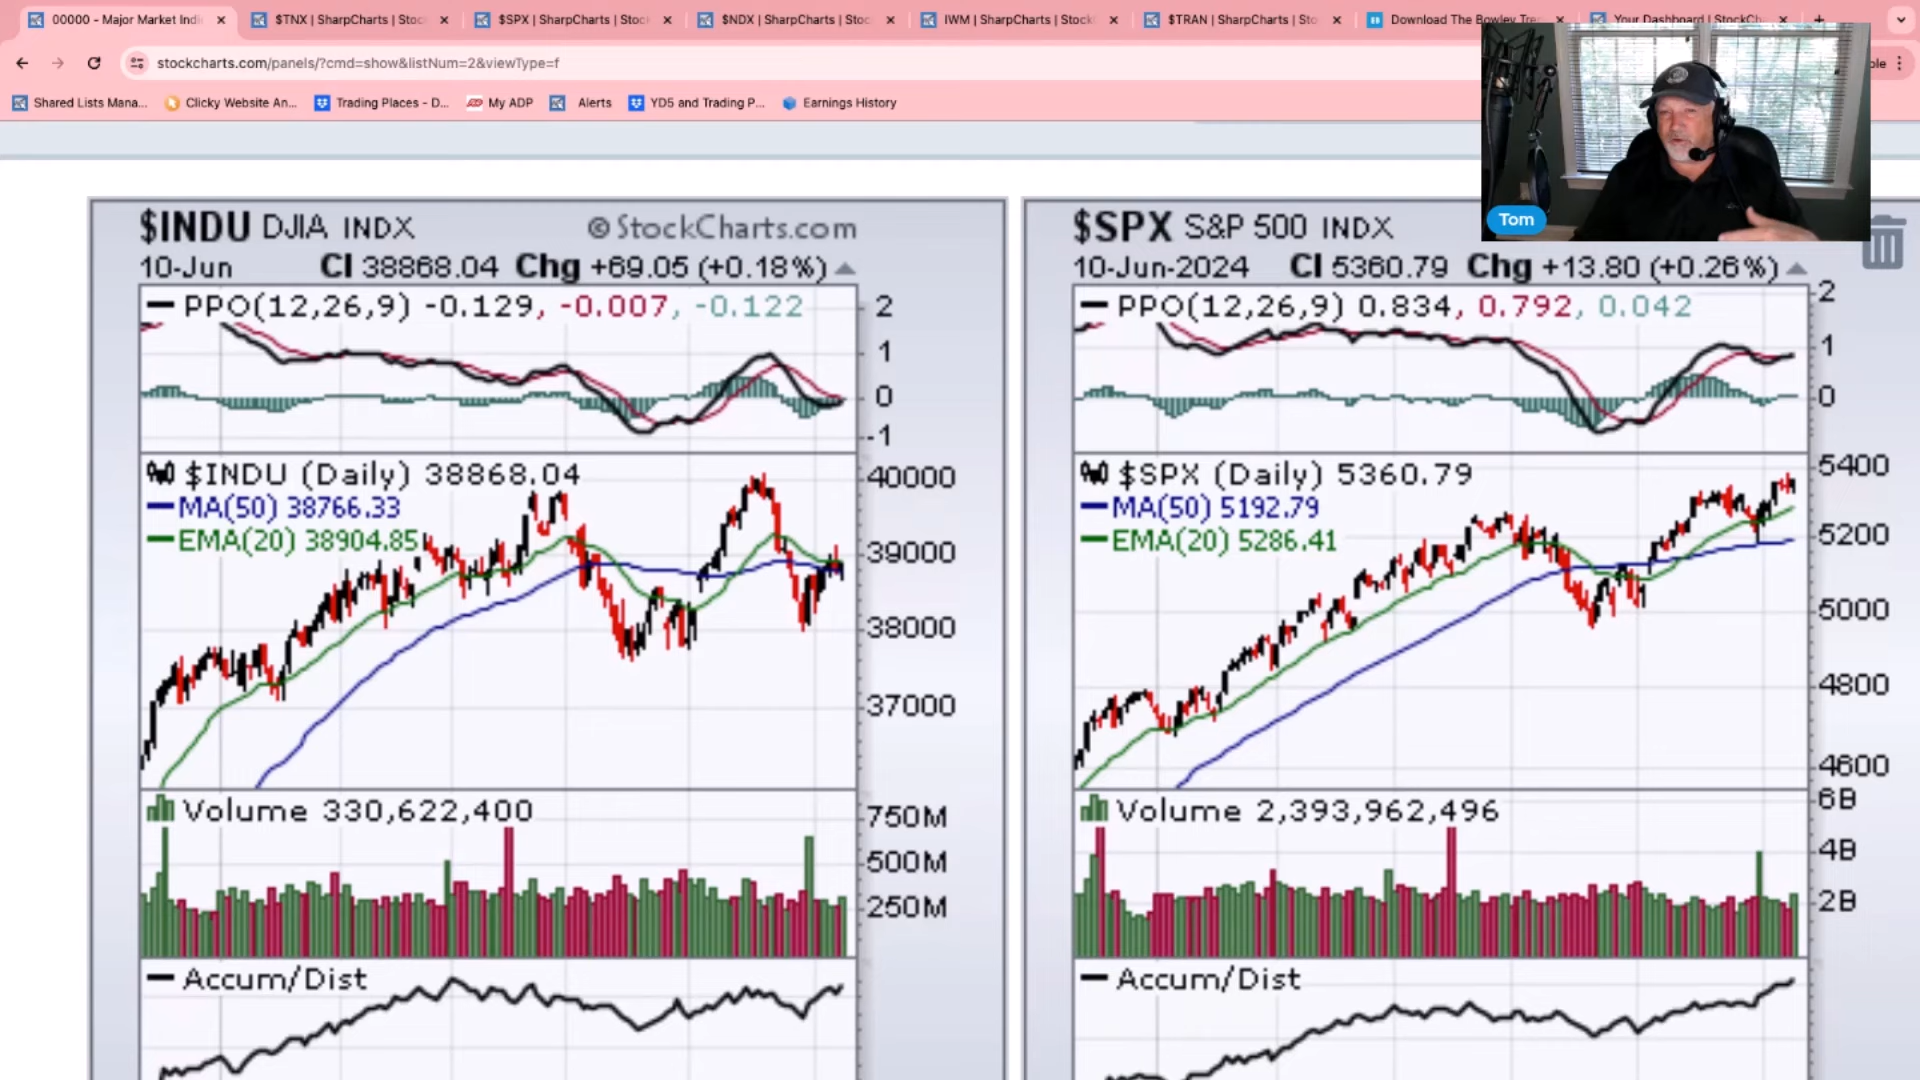 00000 - Major Market Indi
$TNX | SharpCharts | Stoc
$SPX | SharpCharts | Stock
$NDX | SharpCharts | Stoc
IWM | SharpCharts | Stock
$TRAN | SharpCharts | Sto
Download The Bowley Tre
Your Dashboard | StockCh
stockcharts.com/panels/?cmd=show&listNum=2&viewType=f
Shared Lists Mana...
Clicky Website An...
Trading Places - D...
My ADP
Alerts
YD5 and Trading P...
Earnings History
Tom
$INDU DJIA INDX
© StockCharts.com
10-Jun Cl 38868.04 Chg +69.05 (+0.18%)
PPO(12,26,9) -0.129, -0.007, -0.122
2
1
0
-1
$INDU (Daily) 38868.04
MA(50) 38766.33
EMA(20) 38904.85
40000
39000
38000
37000
Volume 330,622,400
750M
500M
250M
Accum/Dist
$SPX S&P 500 INDX
10-Jun-2024 Cl 5360.79 Chg +13.80 (+0.26%)
PPO(12,26,9) 0.834, 0.792, 0.042
2
1
0
$SPX (Daily) 5360.79
MA(50) 5192.79
EMA(20) 5286.41
5400
5200
5000
4800
4600
Volume 2,393,962,496
6B
4B
2B
Accum/Dist